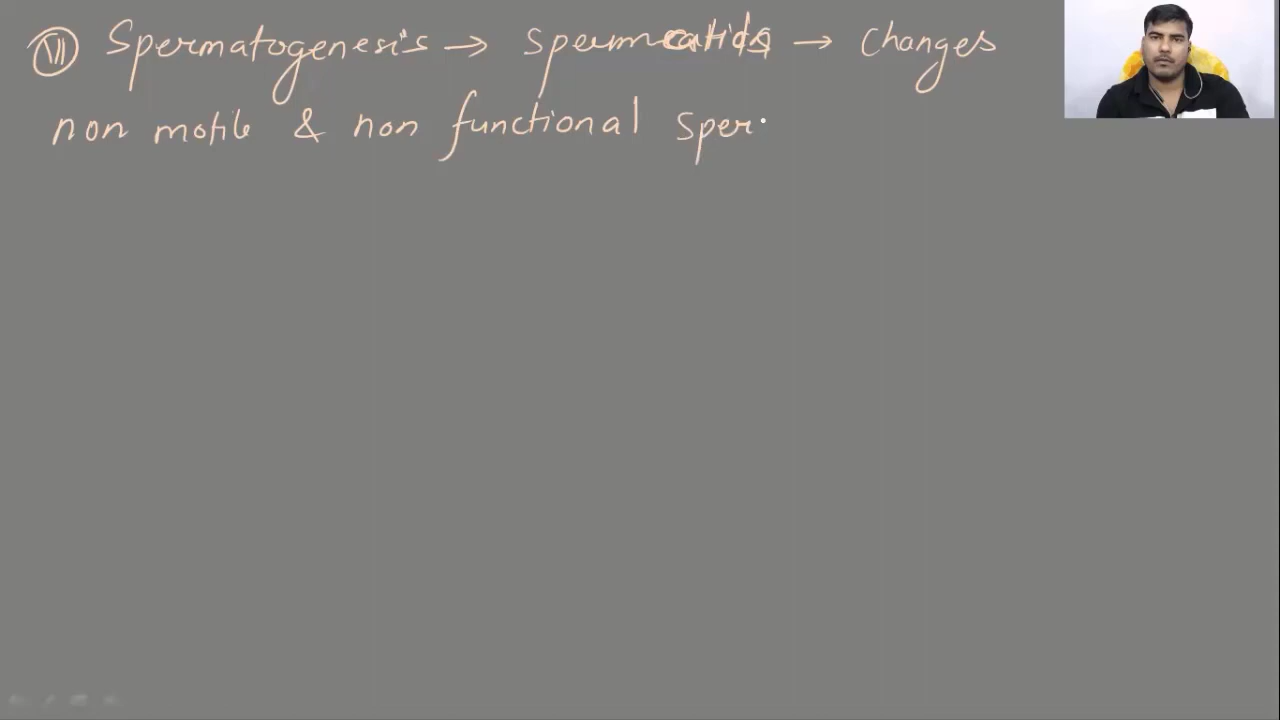 VI Spermatogenesis → spermatids → Changes
non motile & non functional sper